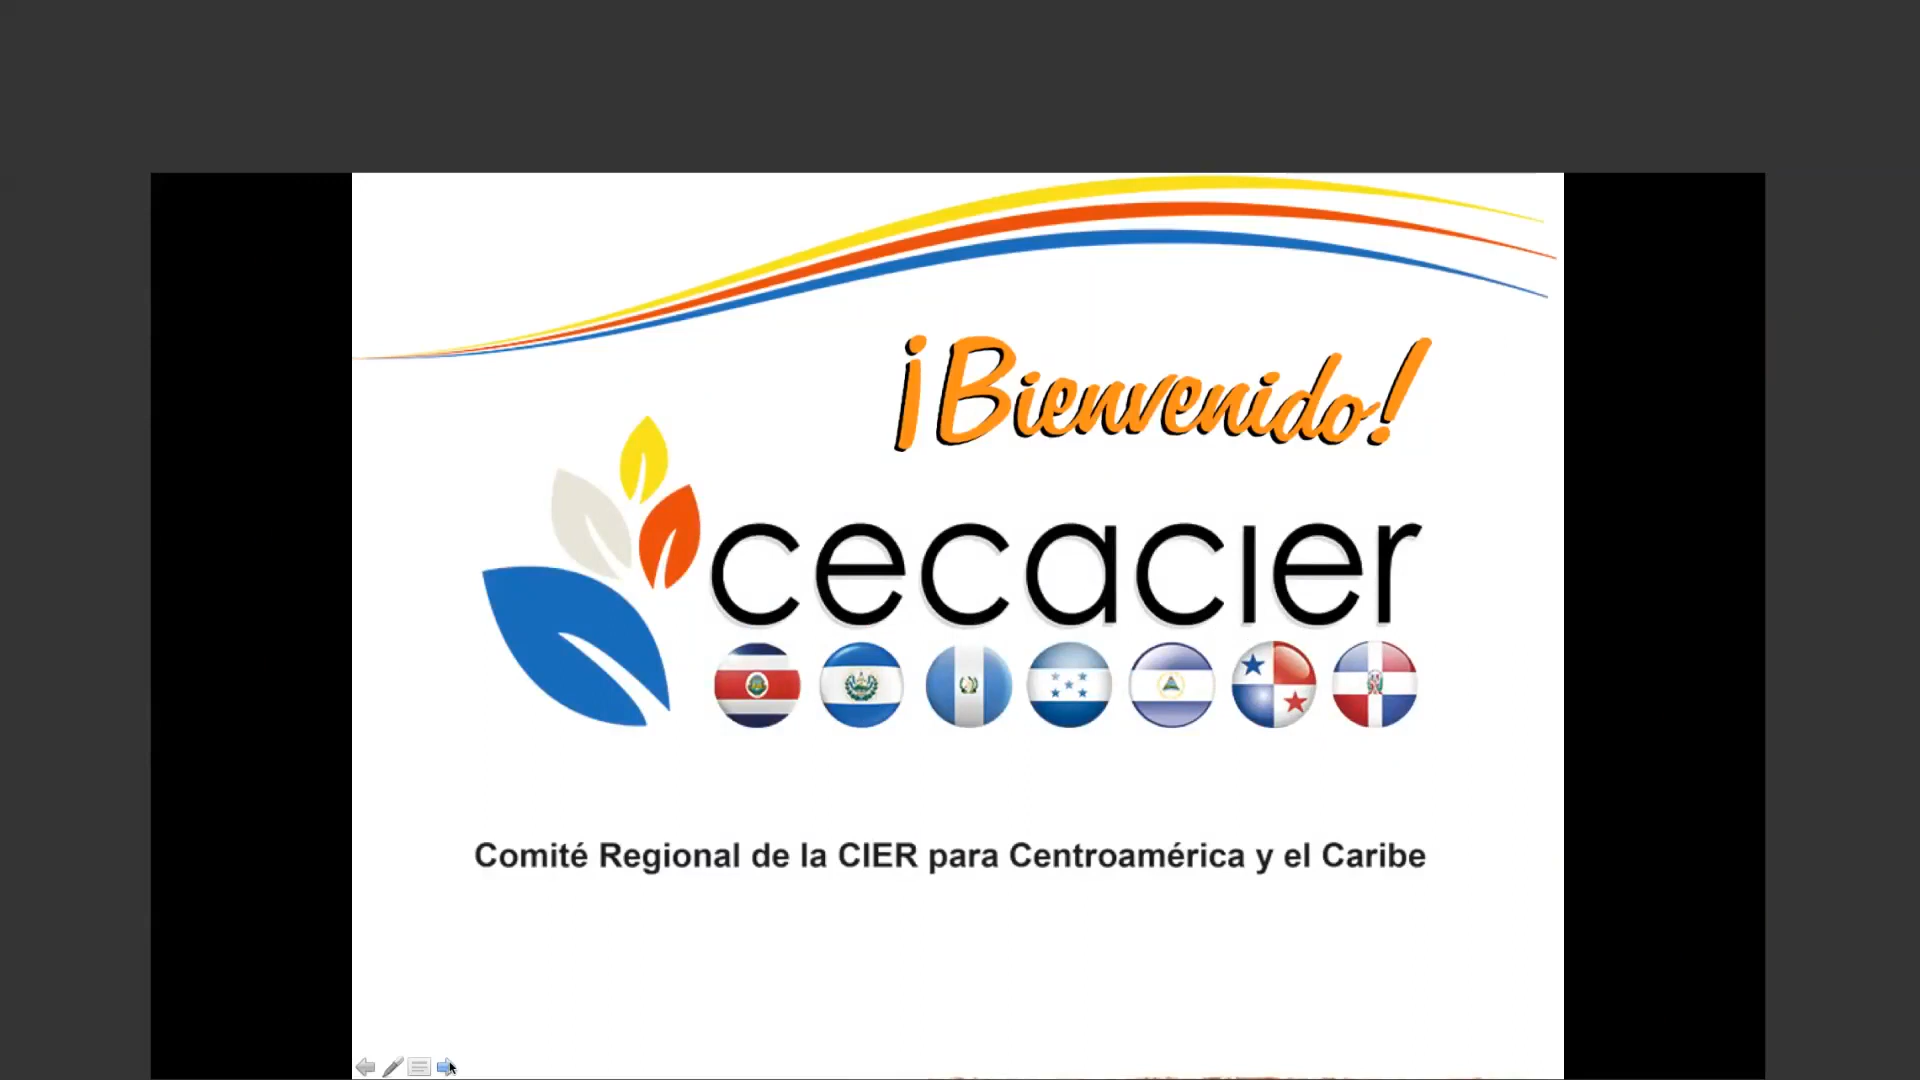 ¡Bienvenido!
cecacier
Comité Regional de la CIER para Centroamérica y el Caribe